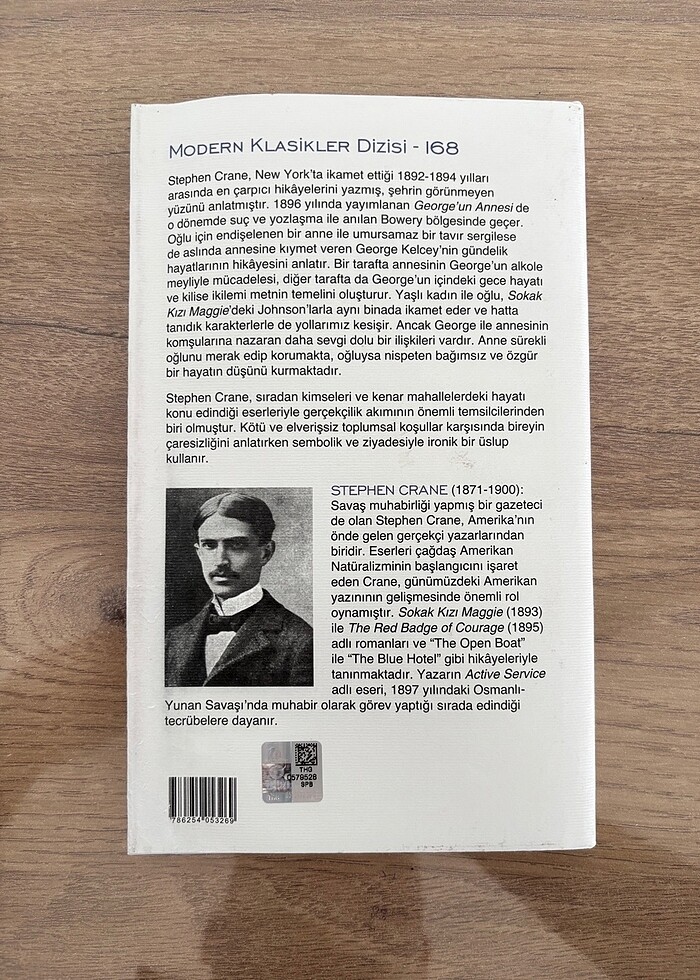 MODERN KLASİKLER DİZİSİ - 168
Stephen Crane, New York'ta ikamet ettiği 1892-1894 yılları
arasında en çarpıcı hikâyelerini yazmış, şehrin görünmeyen
yüzünü anlatmıştır. 1896 yılında yayımlanan George'un Annesi de
o dönemde suç ve yozlaşma ile anılan Bowery bölgesinde geçer.
Oğlu için endişelenen bir anne ile umursamaz bir tavır sergilese
de aslında annesine kıymet veren George Kelcey'nin gündelik
hayatlarının hikâyesini anlatır. Bir tarafta annesinin George'un alkole
meyliyle mücadelesi, diğer tarafta da George'un içindeki gece hayatı
ve kilise ikilemi metnin temelini oluşturur. Yaşlı kadın ile oğlu, Sokak
Kızı Maggie'deki Johnson'larla aynı binada ikamet eder ve hatta
tanıdık karakterlerle de yollarımız kesişir. Ancak George ile annesinin
komşularına nazaran daha sevgi dolu bir ilişkileri vardır. Anne sürekli
oğlunu merak edip korumakta, oğluysa nispeten bağımsız ve özgür
bir hayatın düşünü kurmaktadır.
Stephen Crane, sıradan kimseleri ve kenar mahallelerdeki hayatı
konu edindiği eserleriyle gerçekçilik akımının önemli temsilcilerinden
biri olmuştur. Kötü ve elverişsiz toplumsal koşullar karşısında bireyin
çaresizliğini anlatırken sembolik ve ziyadesiyle ironik bir üslup
kullanır.
STEPHEN CRANE (1871-1900):
Savaş muhabirliği yapmış bir gazeteci
de olan Stephen Crane, Amerika'nın
önde gelen gerçekçi yazarlarından
biridir. Eserleri çağdaş Amerikan
Natüralizminin başlangıcını işaret
eden Crane, günümüzdeki Amerikan
yazınının gelişmesinde önemli rol
oynamıştır. Sokak Kızı Maggie (1893)
ile The Red Badge of Courage (1895)
adlı romanları ve "The Open Boat"
ile "The Blue Hotel" gibi hikâyeleriyle
tanınmaktadır. Yazarın Active Service
adlı eseri, 1897 yılındaki Osmanlı-
Yunan Savaşı'nda muhabir olarak görev yaptığı sırada edindiği
tecrübelere dayanır.
THG
0579528
SPB
786254 053269